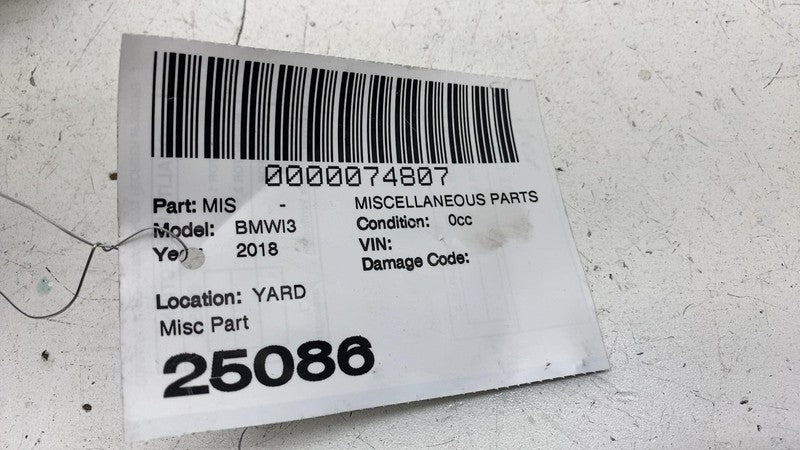 0000074807
Part: MIS - MISCELLANEOUS PARTS
Model: BMWI3 Condition: 0cc
2018 VIN:
Damage Code:
Location: YARD
Misc Part
25086